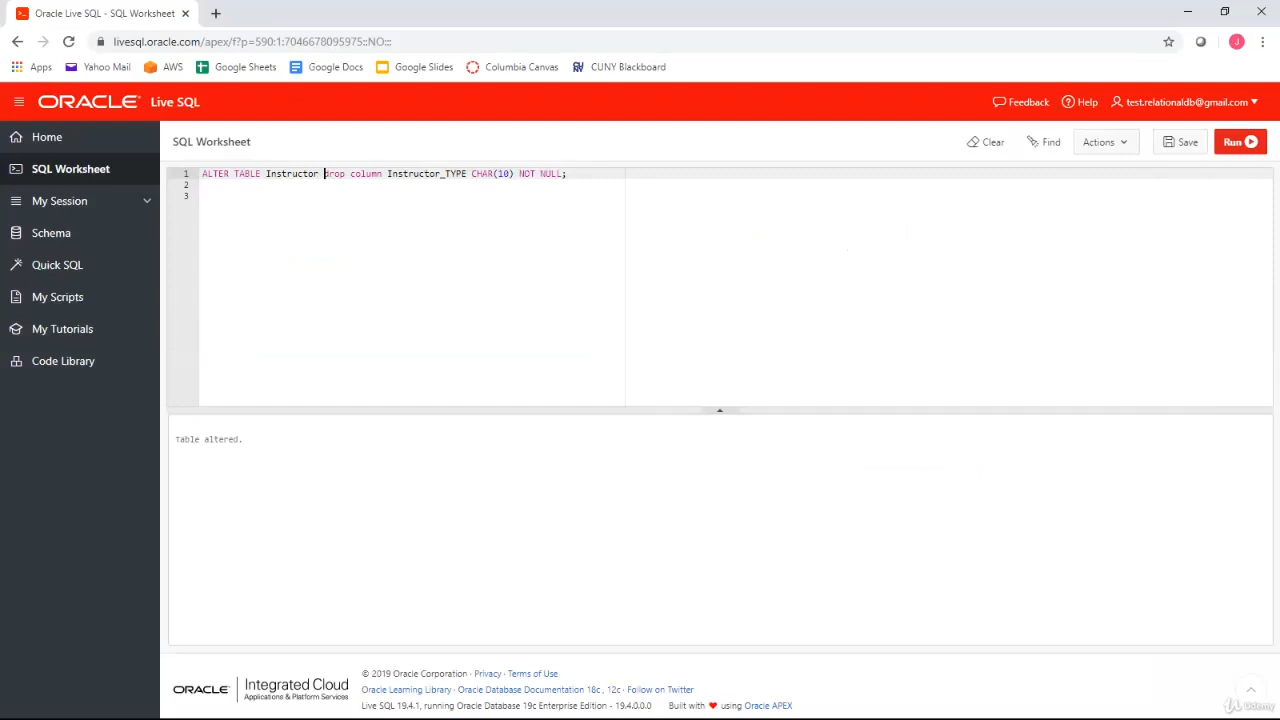 Oracle Live SQL - SQL Worksheet
livesql.oracle.com/apex/f?p=590:1:7046678095975::NO:::
J
Apps Yahoo Mail AWS Google Sheets Google Docs Google Slides Columbia Canvas CUNY Blackboard
ORACLE Live SQL Feedback Help test.relationaldb@gmail.com
Home
SQL Worksheet
My Session
Schema
Quick SQL
My Scripts
My Tutorials
Code Library
SQL Worksheet Clear Find Actions Save Run
1 ALTER TABLE Instructor drop column Instructor_TYPE CHAR(10) NOT NULL;
2
3
Table altered.
ORACLE Integrated Cloud
Applications & Platform Services
© 2019 Oracle Corporation · Privacy · Terms of Use
Oracle Learning Library · Oracle Database Documentation 18c, 12c · Follow on Twitter
Live SQL 19.4.1, running Oracle Database 19c Enterprise Edition - 19.4.0.0.0 Built with ❤ using Oracle APEX
Udemy